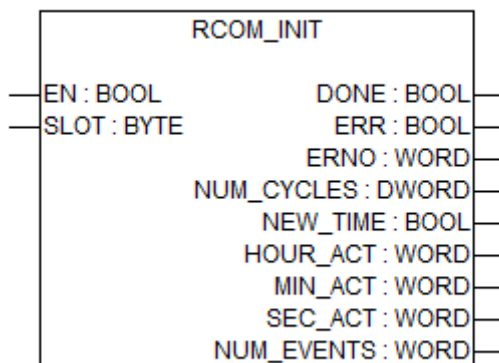 RCOM_INIT
EN : BOOL DONE : BOOL
SLOT : BYTE ERR : BOOL
ERNO : WORD
NUM_CYCLES : DWORD
NEW_TIME : BOOL
HOUR_ACT : WORD
MIN_ACT : WORD
SEC_ACT : WORD
NUM_EVENTS : WORD